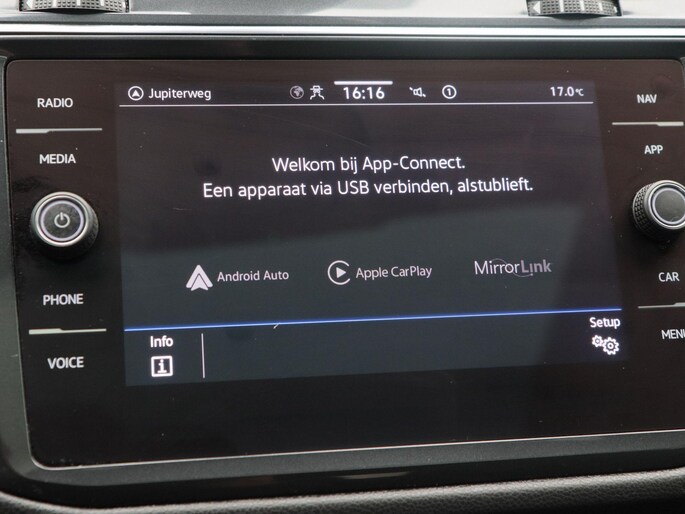 RADIO
MEDIA
PHONE
VOICE
Jupiterweg
16:16
1
17.0°C
Welkom bij App-Connect.
Een apparaat via USB verbinden, alstublieft.
Android Auto
Apple CarPlay
MirrorLink
Info
i
Setup
NAV
APP
CAR
MENU